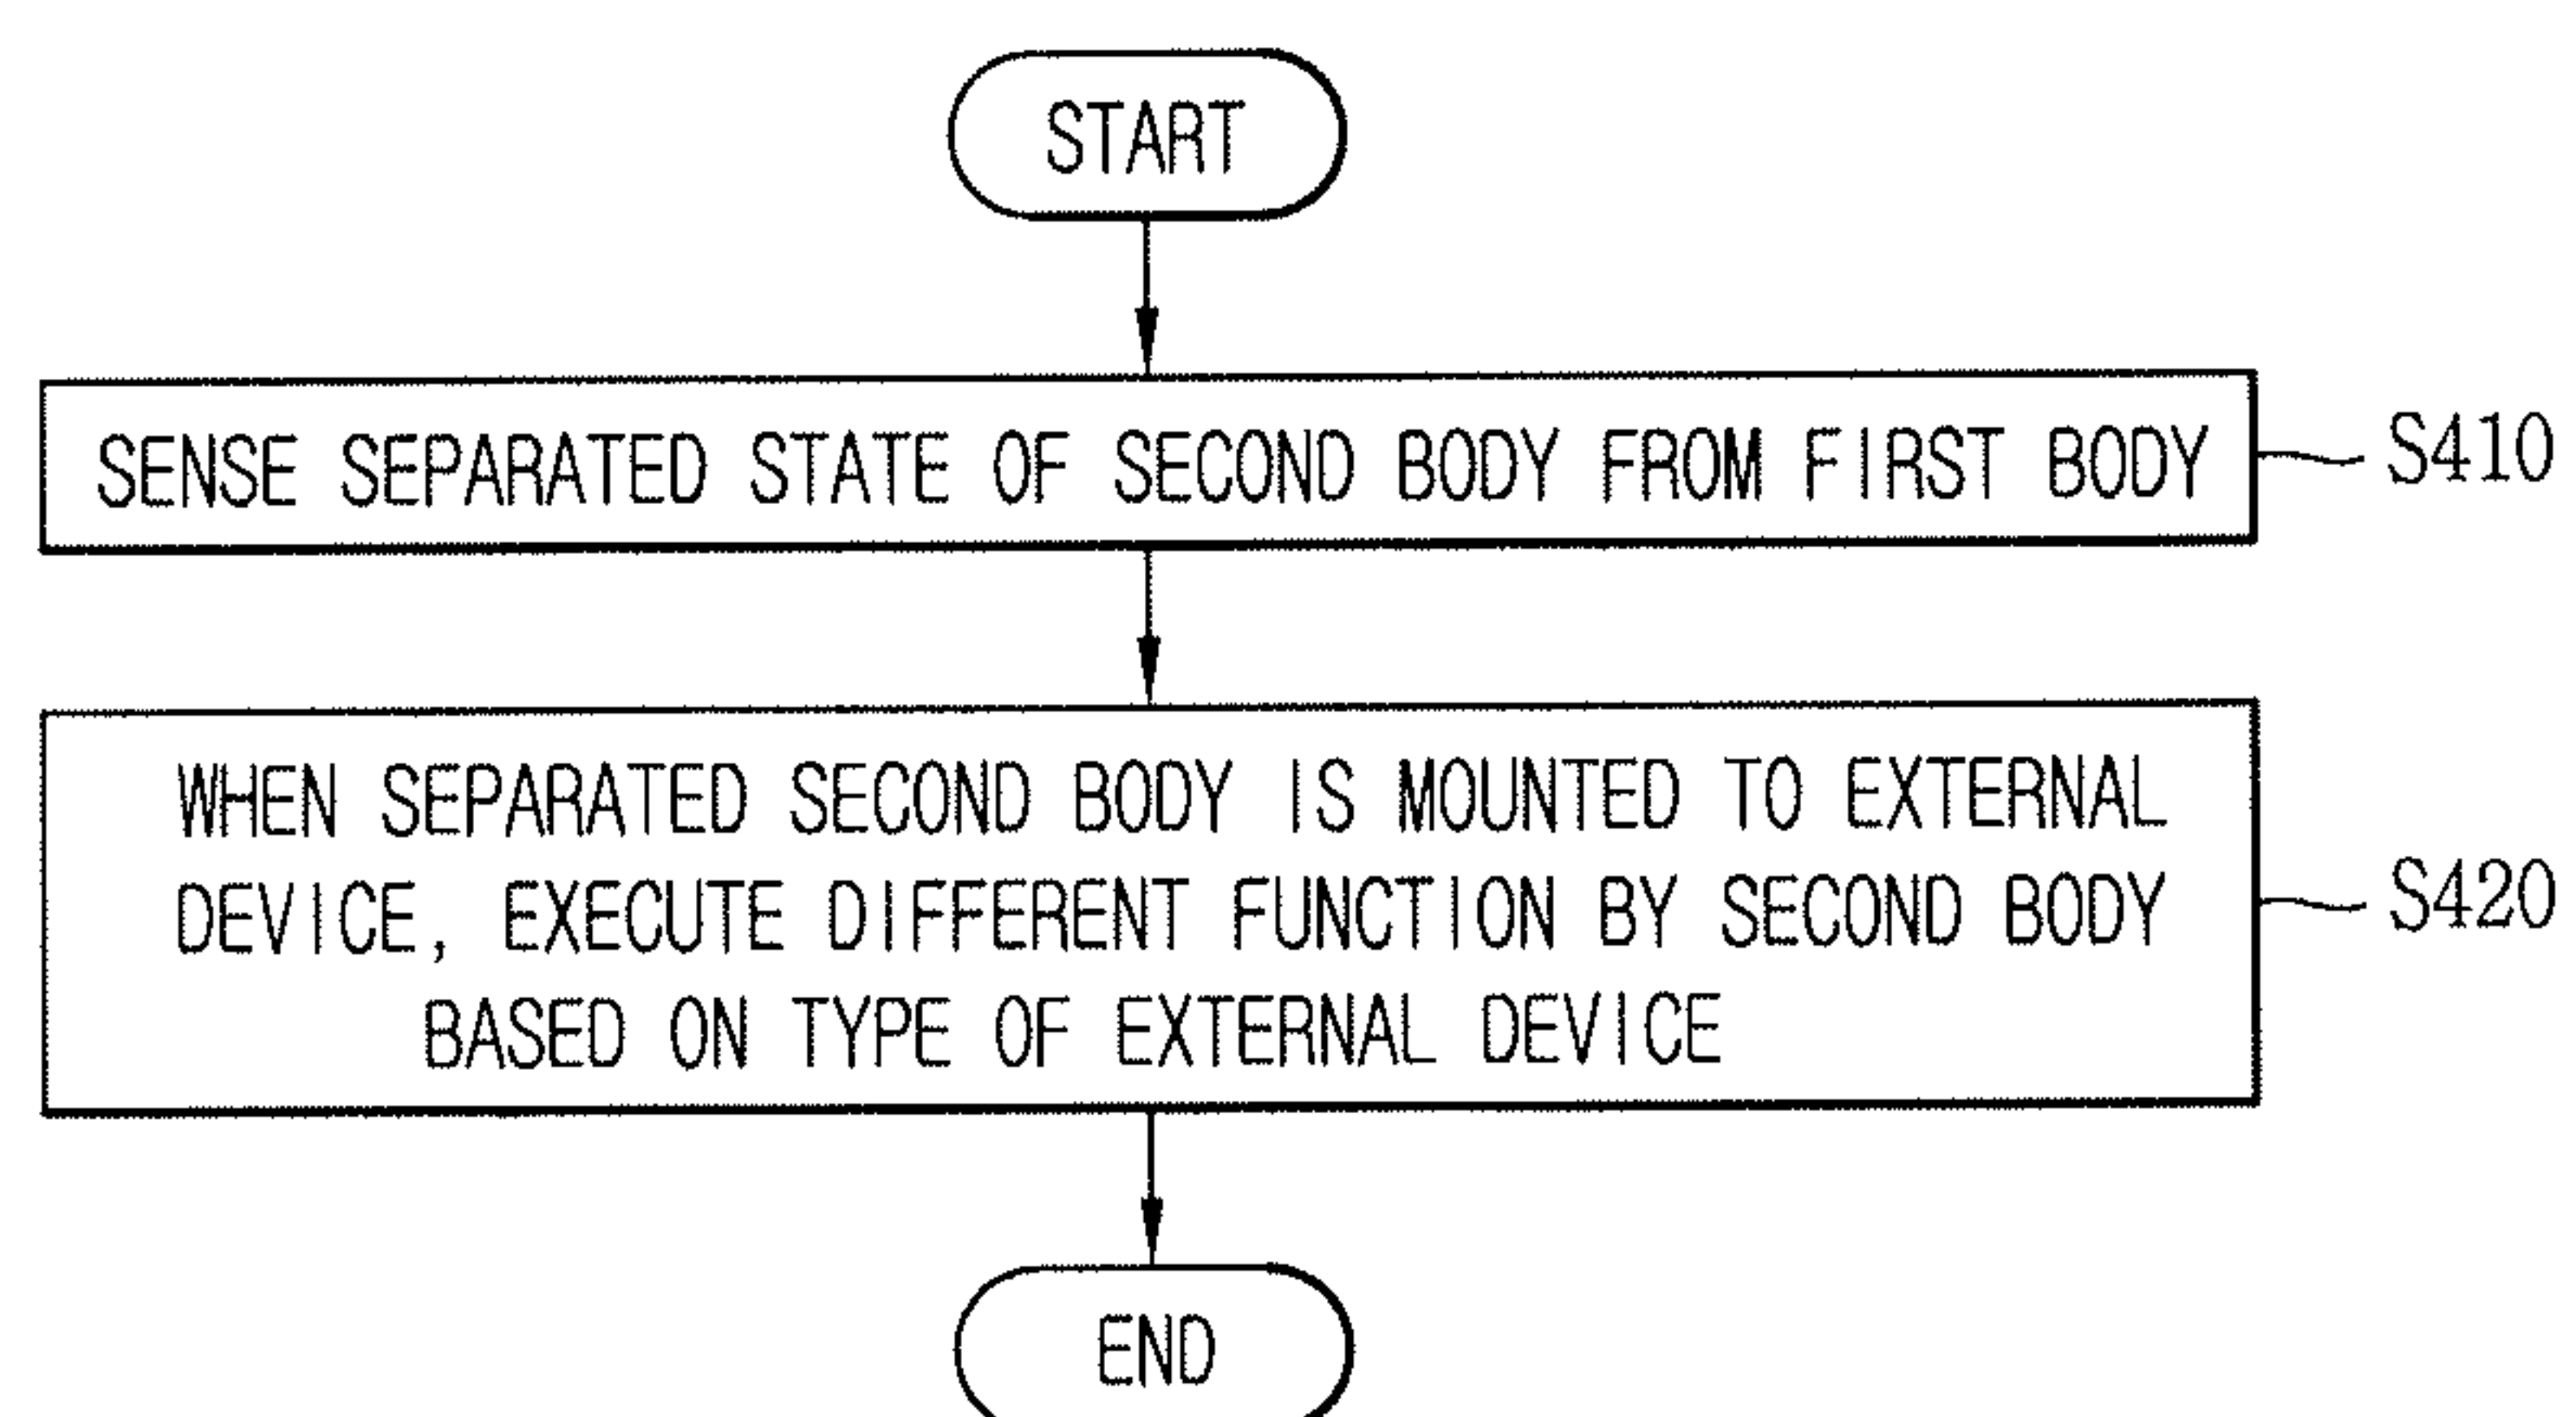 START
SENSE SEPARATED STATE OF SECOND BODY FROM FIRST BODY
S410
WHEN SEPARATED SECOND BODY IS MOUNTED TO EXTERNAL
DEVICE, EXECUTE DIFFERENT FUNCTION BY SECOND BODY
BASED ON TYPE OF EXTERNAL DEVICE
S420
END